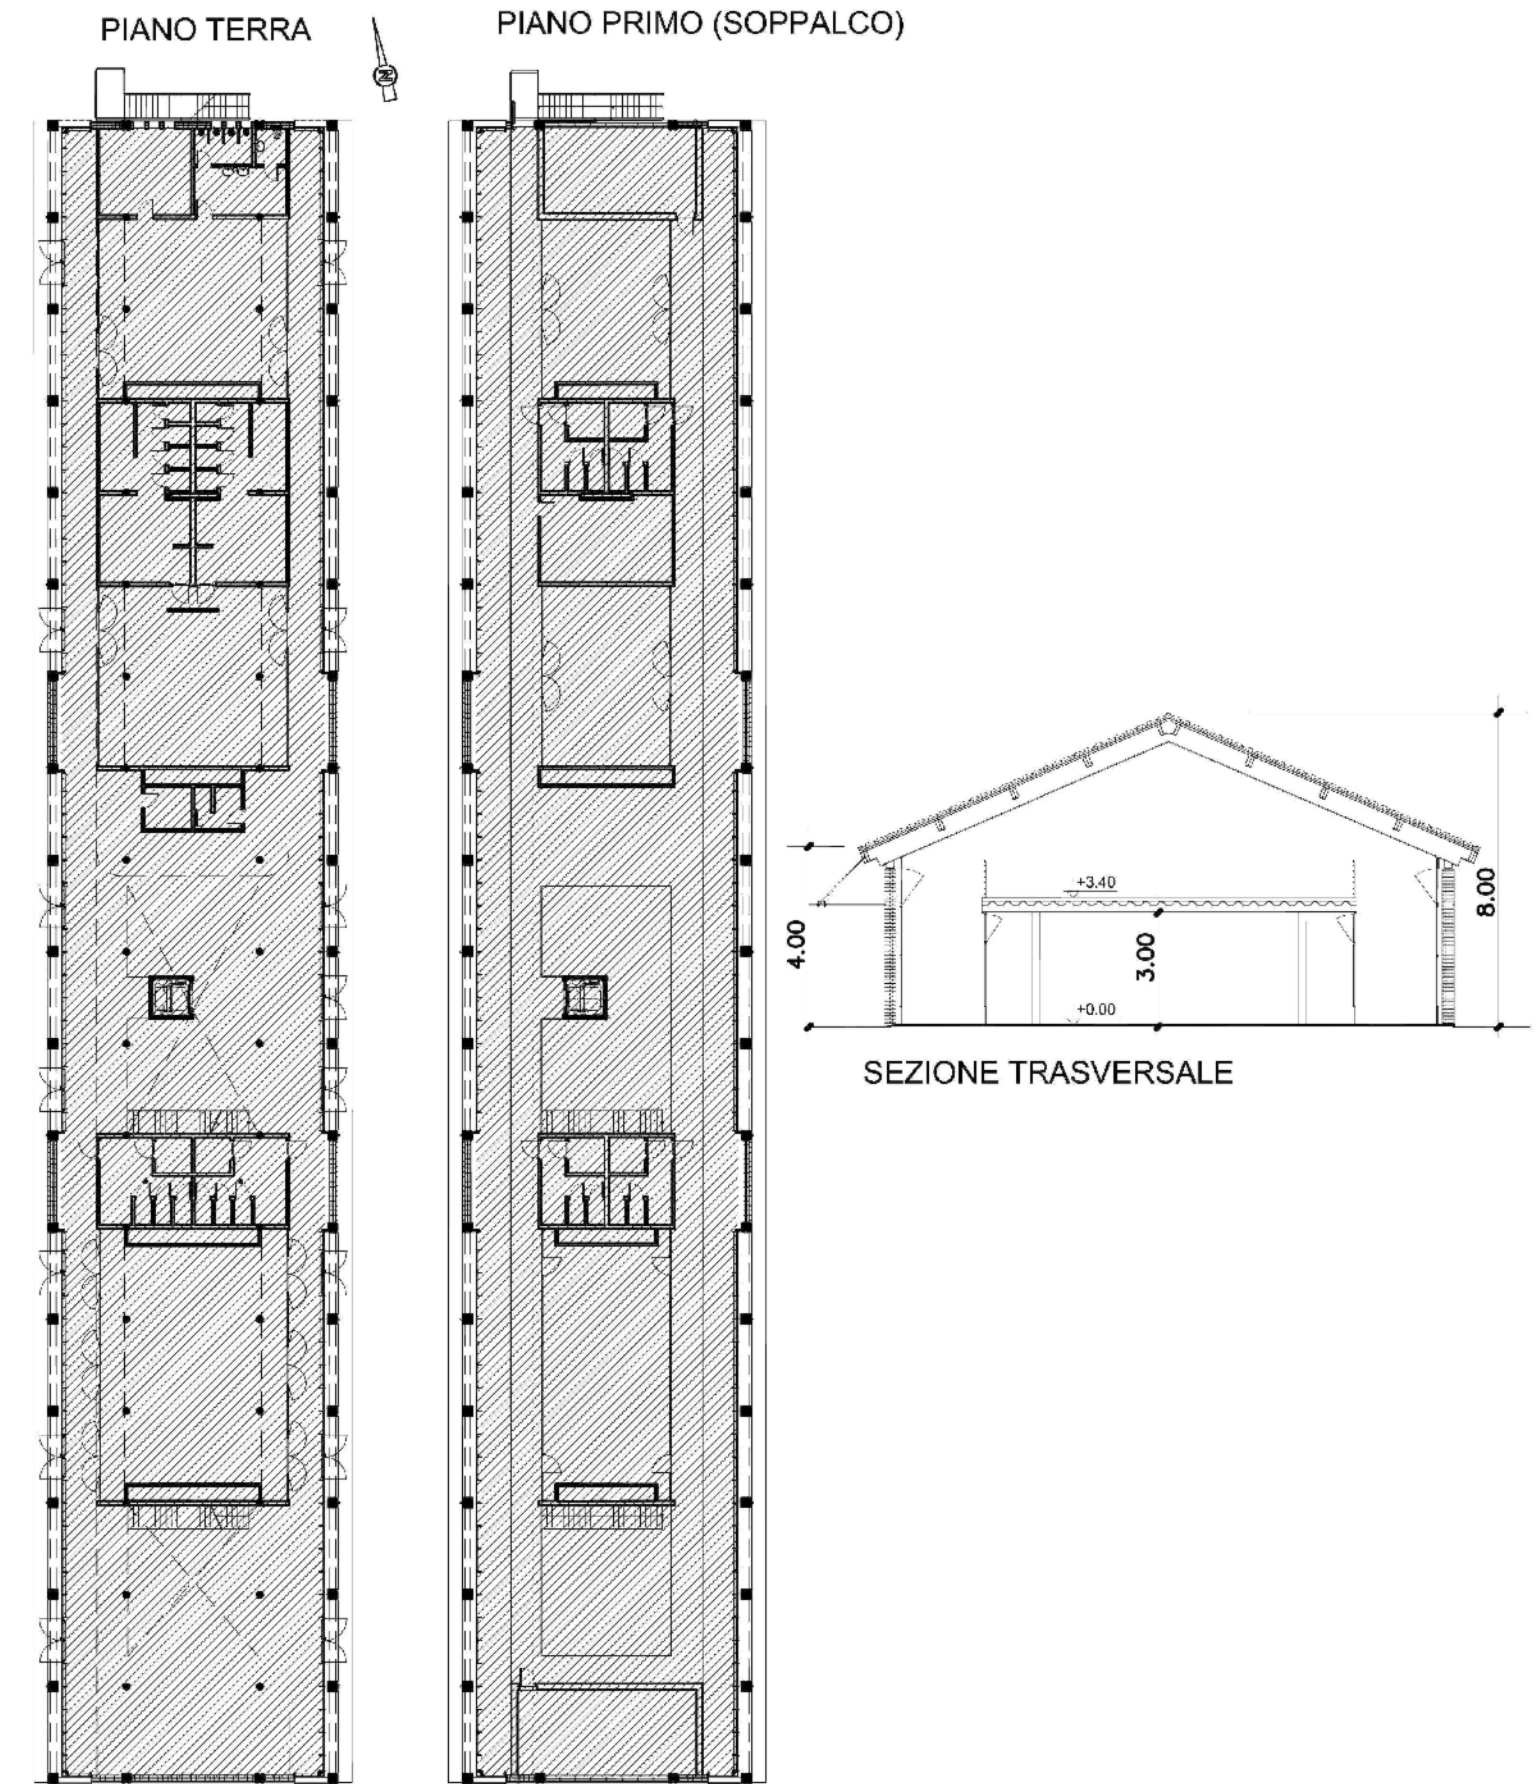 PIANO TERRA
N
PIANO PRIMO (SOPPALCO)
+3.40
8.00
4.00
3.00
+0.00
SEZIONE TRASVERSALE